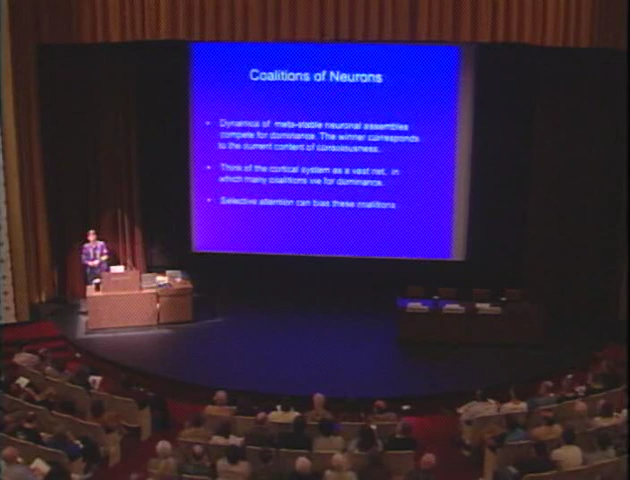 Coalitions of Neurons
• Dynamics of meta-stable neuronal assembles
compete for dominance. The winner corresponds
to the current content of consciousness.
• Think of the cortical system as a vast net, in
which many coalitions vie for dominance.
• Selective attention can bias these coalitions